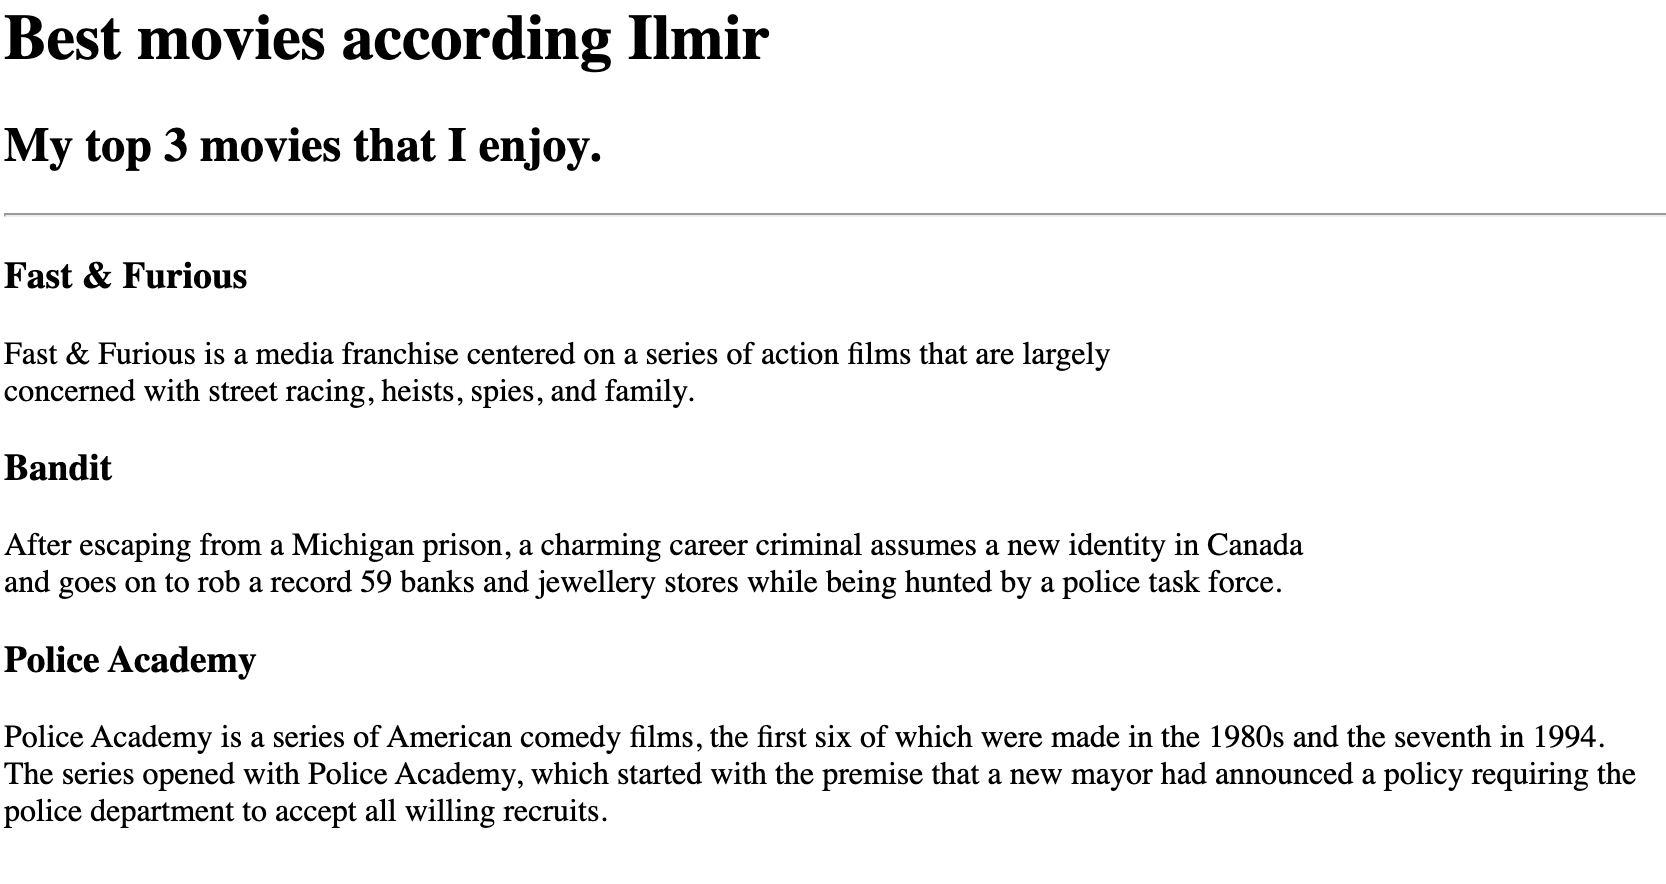 Best movies according Ilmir
My top 3 movies that I enjoy.
Fast & Furious
Fast & Furious is a media franchise centered on a series of action films that are largely
concerned with street racing, heists, spies, and family.
Bandit
After escaping from a Michigan prison, a charming career criminal assumes a new identity in Canada
and goes on to rob a record 59 banks and jewellery stores while being hunted by a police task force.
Police Academy
Police Academy is a series of American comedy films, the first six of which were made in the 1980s and the seventh in 1994.
The series opened with Police Academy, which started with the premise that a new mayor had announced a policy requiring the
police department to accept all willing recruits.